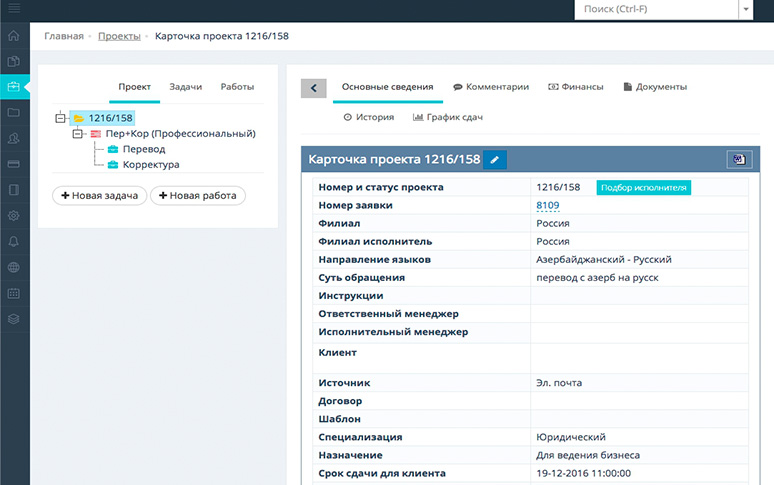 Поиск (Ctrl-F)
Главная - Проекты - Карточка проекта 1216/158
Проект Задачи Работы
1216/158
Пер+Кор (Профессиональный)
Перевод
Корректура
+ Новая задача + Новая работа
Основные сведения Комментарии Финансы Документы
История График сдач
Карточка проекта 1216/158
Номер и статус проекта 1216/158 Подбор исполнителя
Номер заявки 8109
Филиал Россия
Филиал исполнитель Россия
Направление языков Азербайджанский - Русский
Суть обращения перевод с азерб на русск
Инструкции
Ответственный менеджер
Исполнительный менеджер
Клиент
Источник Эл. почта
Договор
Шаблон
Специализация Юридический
Назначение Для ведения бизнеса
Срок сдачи для клиента 19-12-2016 11:00:00